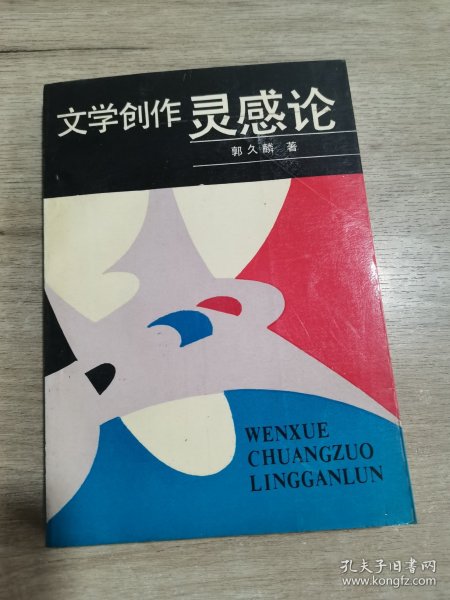 文学创作 灵感论
郭久麟 著
WENXUE
CHUANGZUO
LINGGANLUN
孔夫子旧书网
www.kongfz.com